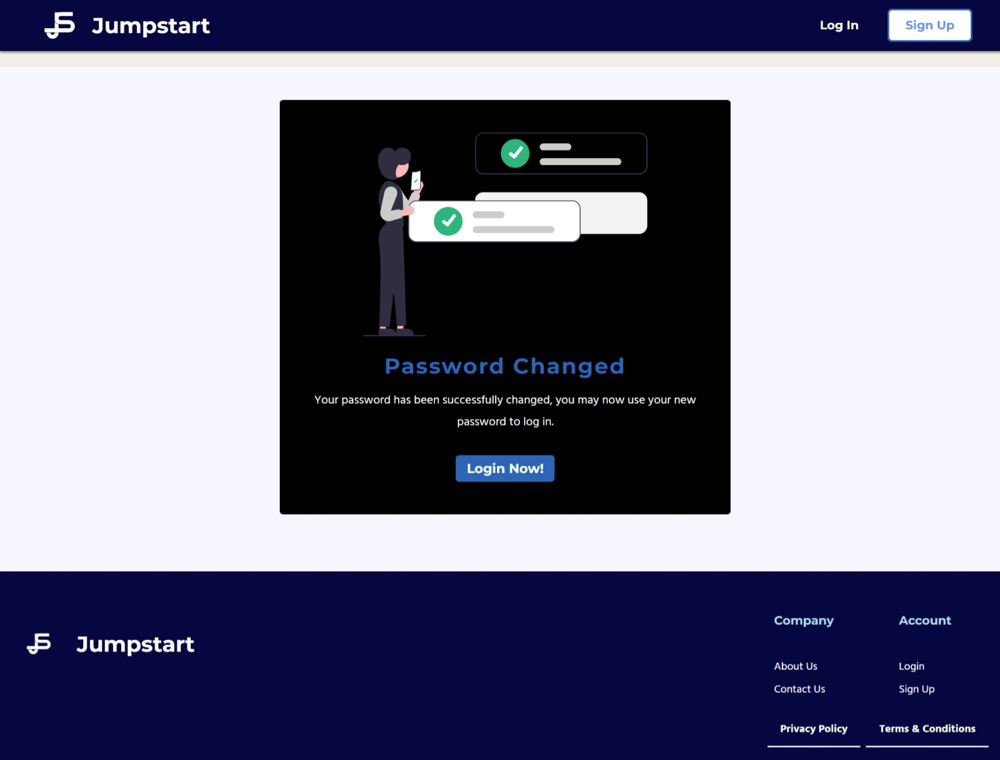 Jumpstart
Log In
Sign Up
Password Changed
Your password has been successfully changed, you may now use your new
password to log in.
Login Now!
Jumpstart
Company
About Us
Contact Us
Account
Login
Sign Up
Privacy Policy
Terms & Conditions